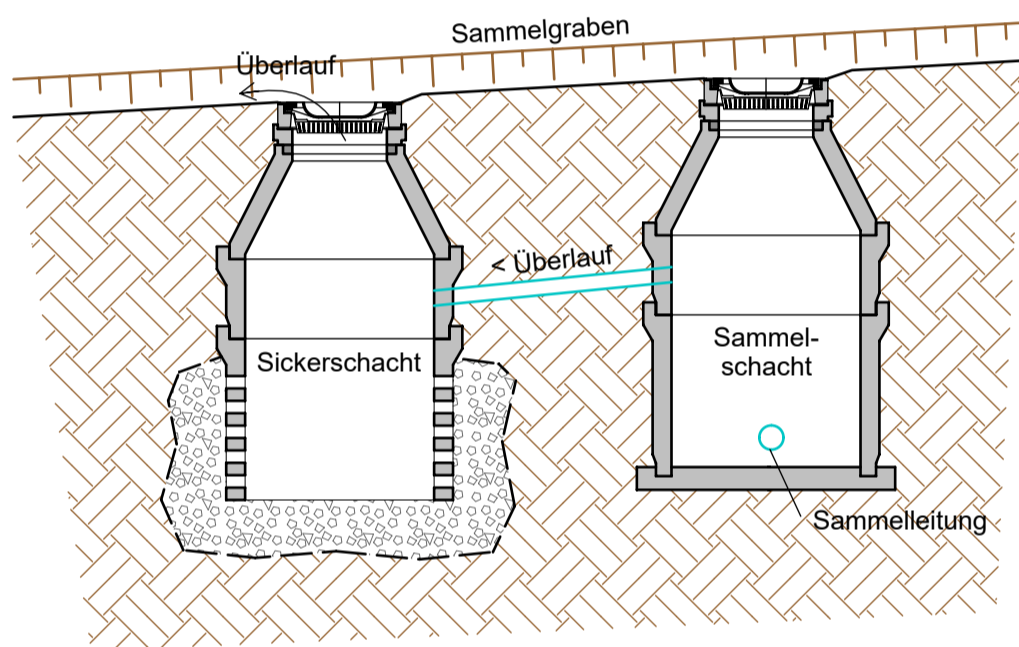 Sammelgraben
Überlauf
< Überlauf
Sickerschacht
Sammel-
schacht
Sammelleitung